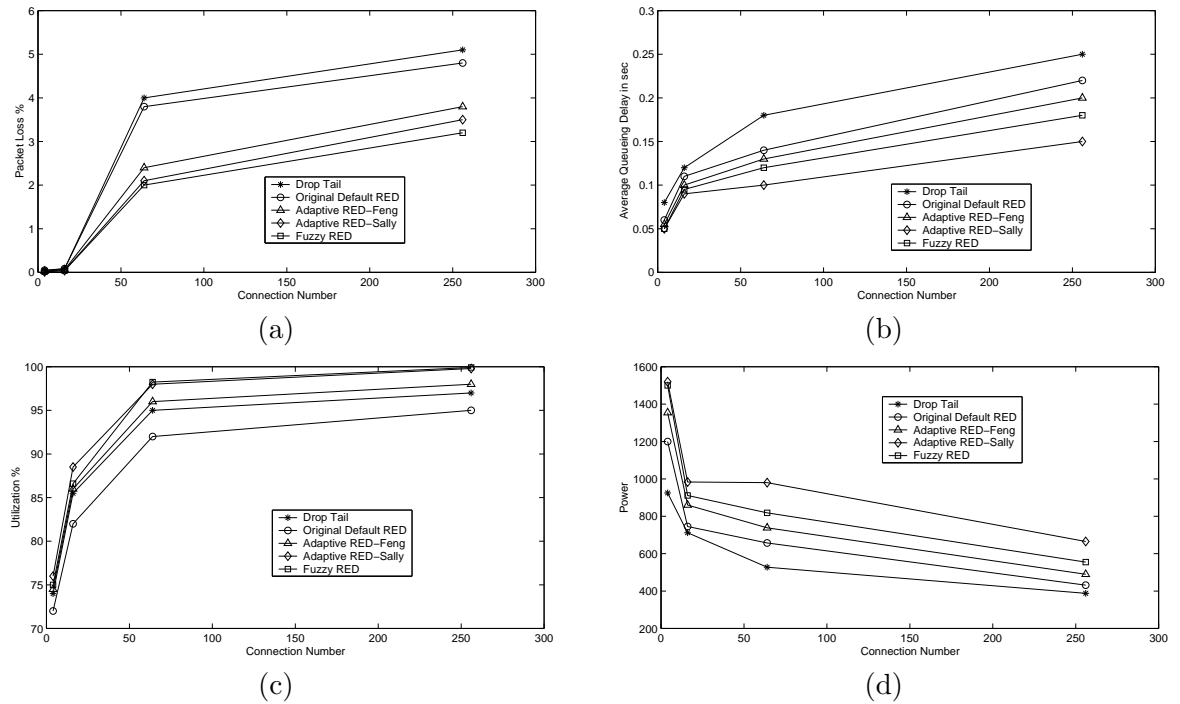 6
5
4
3
2
1
0
Packet Loss %
0 50 100 150 200 250 300
Connection Number
Drop Tail
Original Default RED
Adaptive RED−Feng
Adaptive RED−Sally
Fuzzy RED
(a)
0.3
0.25
0.2
0.15
0.1
0.05
0
Average Queueing Delay in sec
0 50 100 150 200 250 300
Connection Number
Drop Tail
Original Default RED
Adaptive RED−Feng
Adaptive RED−Sally
Fuzzy RED
(b)
100
95
90
85
80
75
70
Utilization %
0 50 100 150 200 250 300
Connection Number
Drop Tail
Original Default RED
Adaptive RED−Feng
Adaptive RED−Sally
Fuzzy RED
(c)
1600
1400
1200
1000
800
600
400
200
Power
0 50 100 150 200 250 300
Connection Number
Drop Tail
Original Default RED
Adaptive RED−Feng
Adaptive RED−Sally
Fuzzy RED
(d)